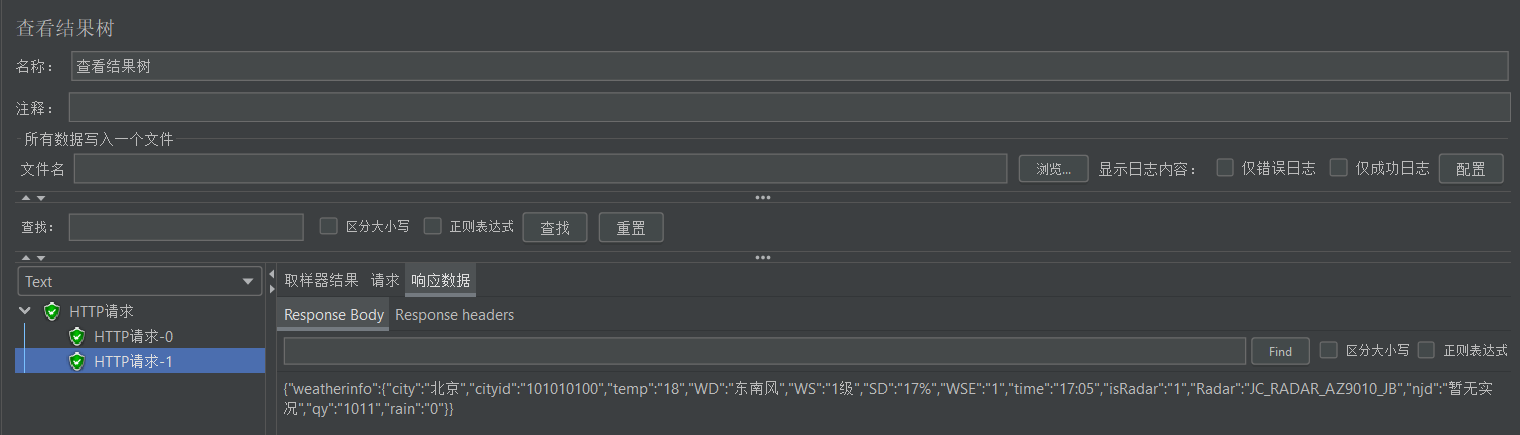 查看结果树
名称： 查看结果树
注释：
所有数据写入一个文件
文件名 浏览... 显示日志内容： 仅错误日志 仅成功日志 配置
查找: 区分大小写 正则表达式 查找 重置
Text
取样器结果 请求 响应数据
HTTP请求
HTTP请求-0
HTTP请求-1
Response Body Response headers
Find 区分大小写 正则表达式
{"weatherinfo":{"city":"北京","cityid":"101010100","temp":"18","WD":"东南风","WS":"1级","SD":"17%","WSE":"1","time":"17:05","isRadar":"1","Radar":"JC_RADAR_AZ9010_JB","njd":"暂无实
况","qy":"1011","rain":"0"}}